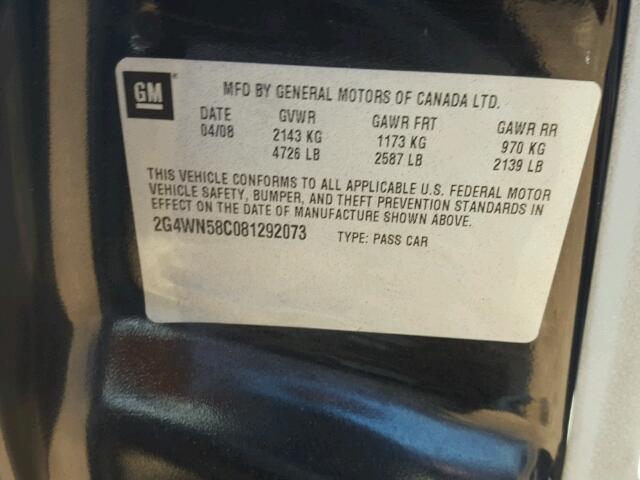 GM
MFD BY GENERAL MOTORS OF CANADA LTD.
DATE GVWR GAWR FRT GAWR RR
04/08 2143 KG 1173 KG 970 KG
4726 LB 2587 LB 2139 LB
THIS VEHICLE CONFORMS TO ALL APPLICABLE U.S. FEDERAL MOTOR
VEHICLE SAFETY, BUMPER, AND THEFT PREVENTION STANDARDS IN
EFFECT ON THE DATE OF MANUFACTURE SHOWN ABOVE.
2G4WN58C081292073 TYPE: PASS CAR